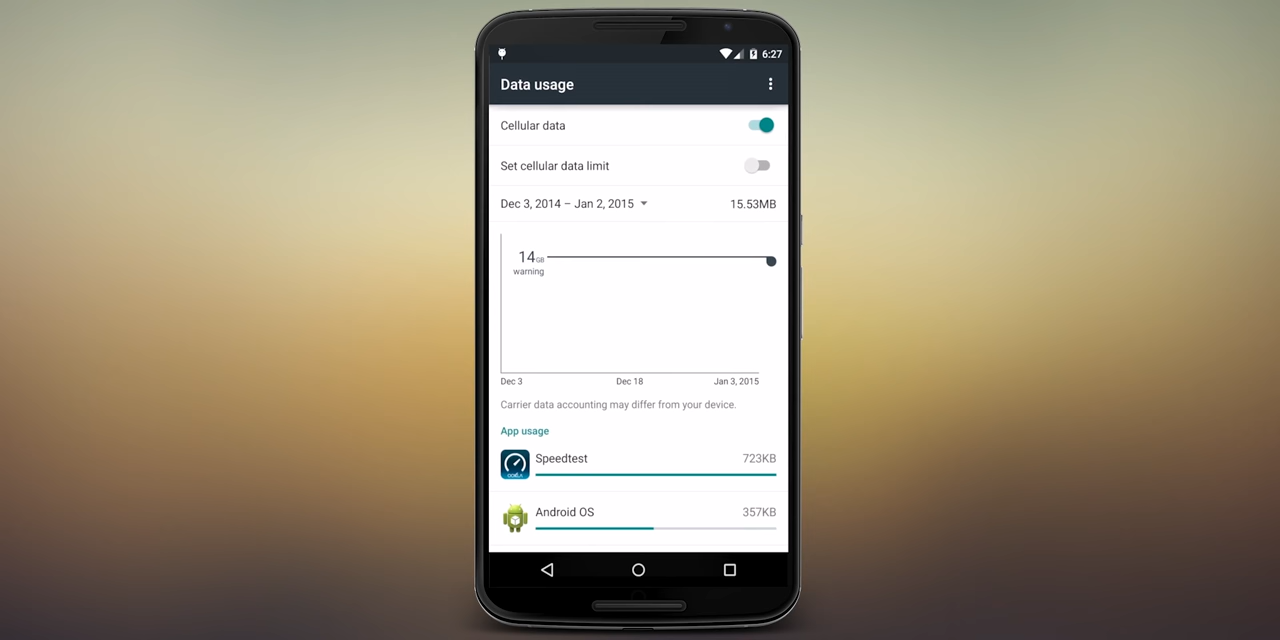 6:27
Data usage
Cellular data
Set cellular data limit
Dec 3, 2014 – Jan 2, 2015 15.53MB
14GB
warning
Dec 3 Dec 18 Jan 3, 2015
Carrier data accounting may differ from your device.
App usage
Speedtest 723KB
OOKLA
Android OS 357KB